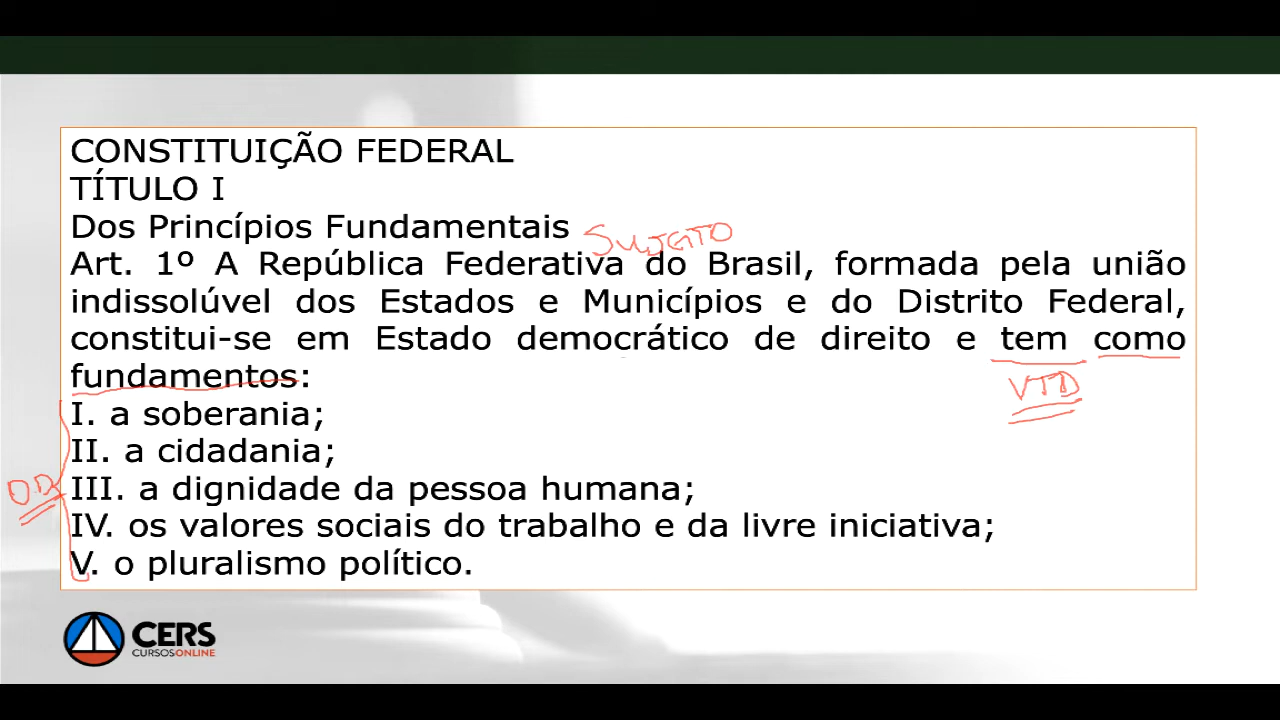 CONSTITUIÇÃO FEDERAL
TÍTULO I
Dos Princípios Fundamentais
SUJEITO
Art. 1º A República Federativa do Brasil, formada pela união
indissolúvel dos Estados e Municípios e do Distrito Federal,
constitui-se em Estado democrático de direito e tem como
fundamentos:
VTD
I. a soberania;
II. a cidadania;
OD
III. a dignidade da pessoa humana;
IV. os valores sociais do trabalho e da livre iniciativa;
V. o pluralismo político.
CERS
CURSOSONLINE